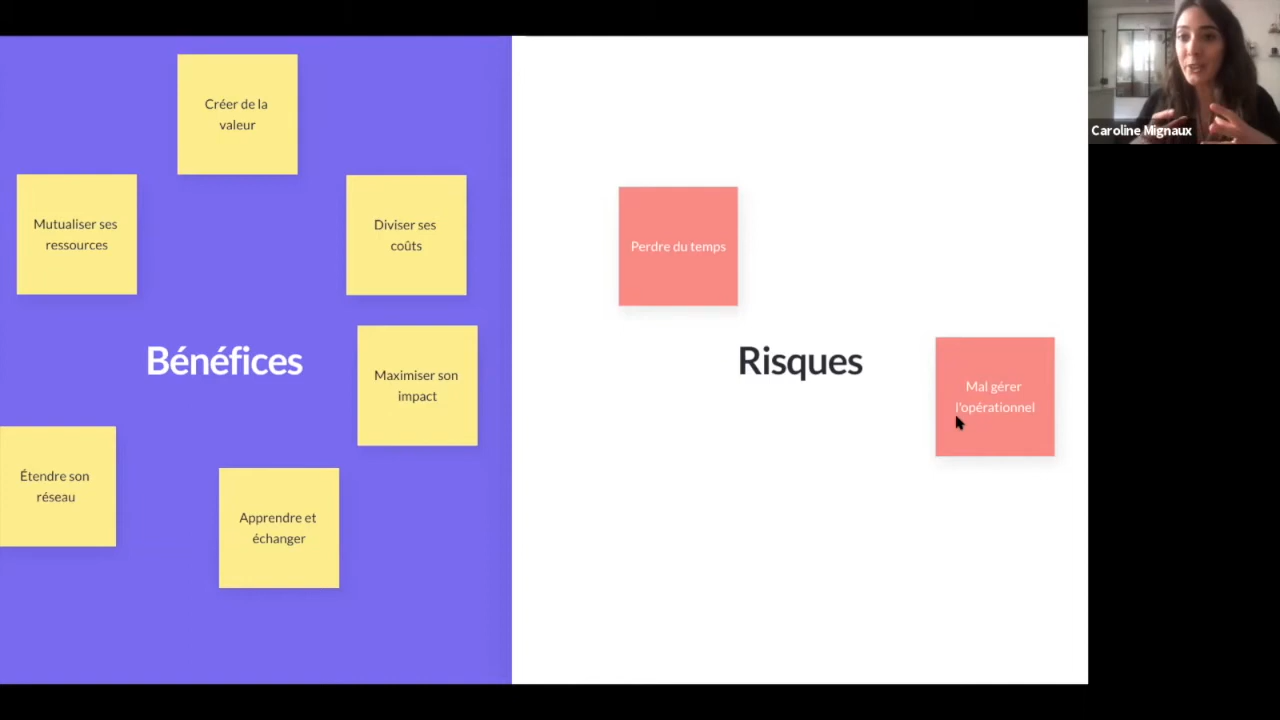 Créer de la
valeur
Mutualiser ses
ressources
Diviser ses
coûts
Bénéfices
Maximiser son
impact
Étendre son
réseau
Apprendre et
échanger
Perdre du temps
Risques
Mal gérer
l'opérationnel
Caroline Mignaux